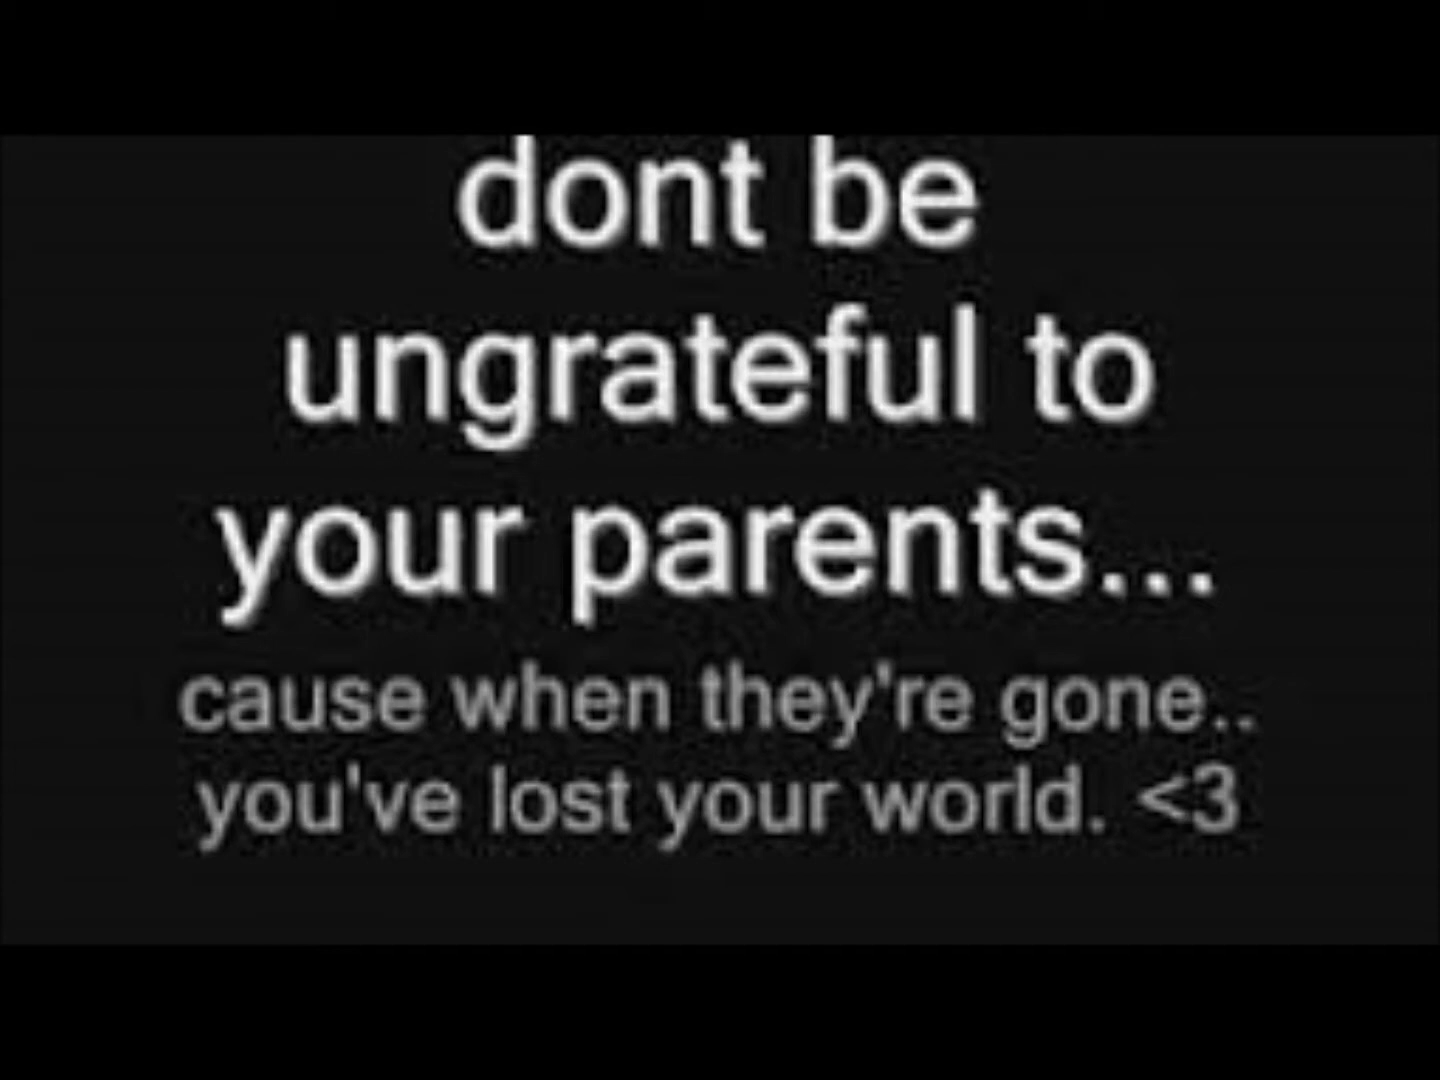 dont be
ungrateful to
your parents...
cause when they're gone..
you've lost your world. <3